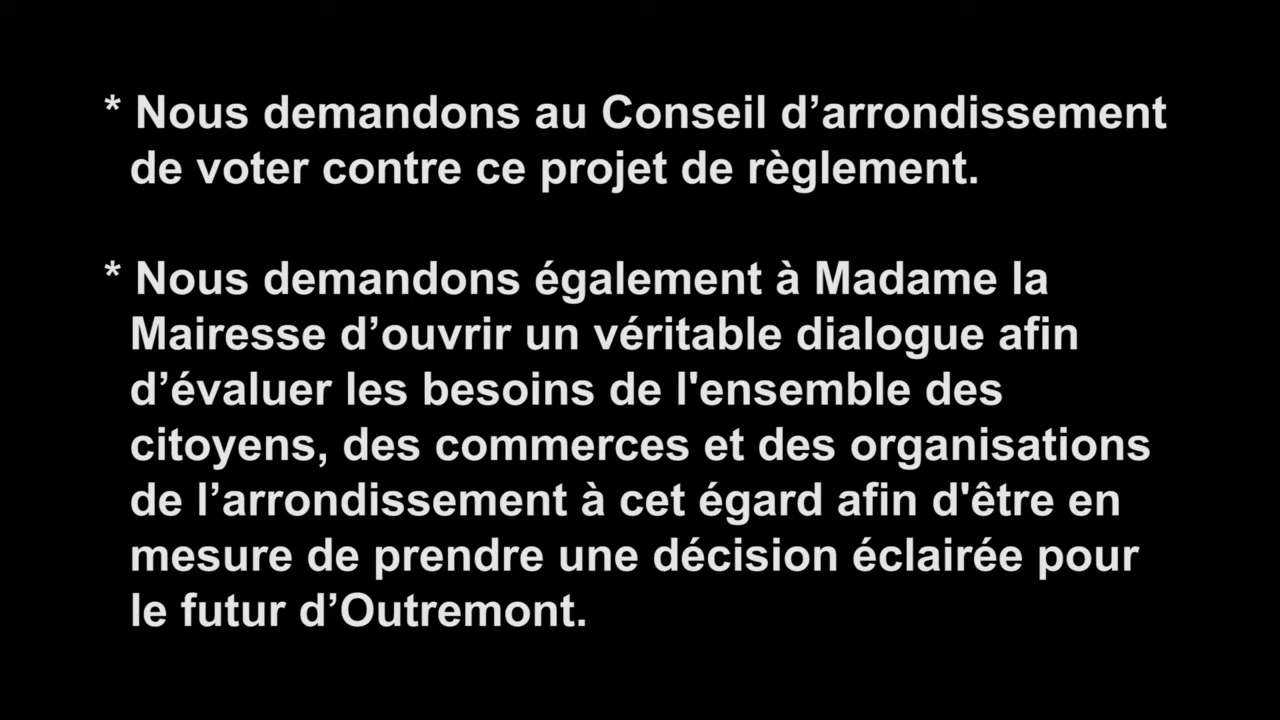 * Nous demandons au Conseil d’arrondissement
de voter contre ce projet de règlement.
* Nous demandons également à Madame la
Mairesse d’ouvrir un véritable dialogue afin
d’évaluer les besoins de l'ensemble des
citoyens, des commerces et des organisations
de l’arrondissement à cet égard afin d'être en
mesure de prendre une décision éclairée pour
le futur d’Outremont.